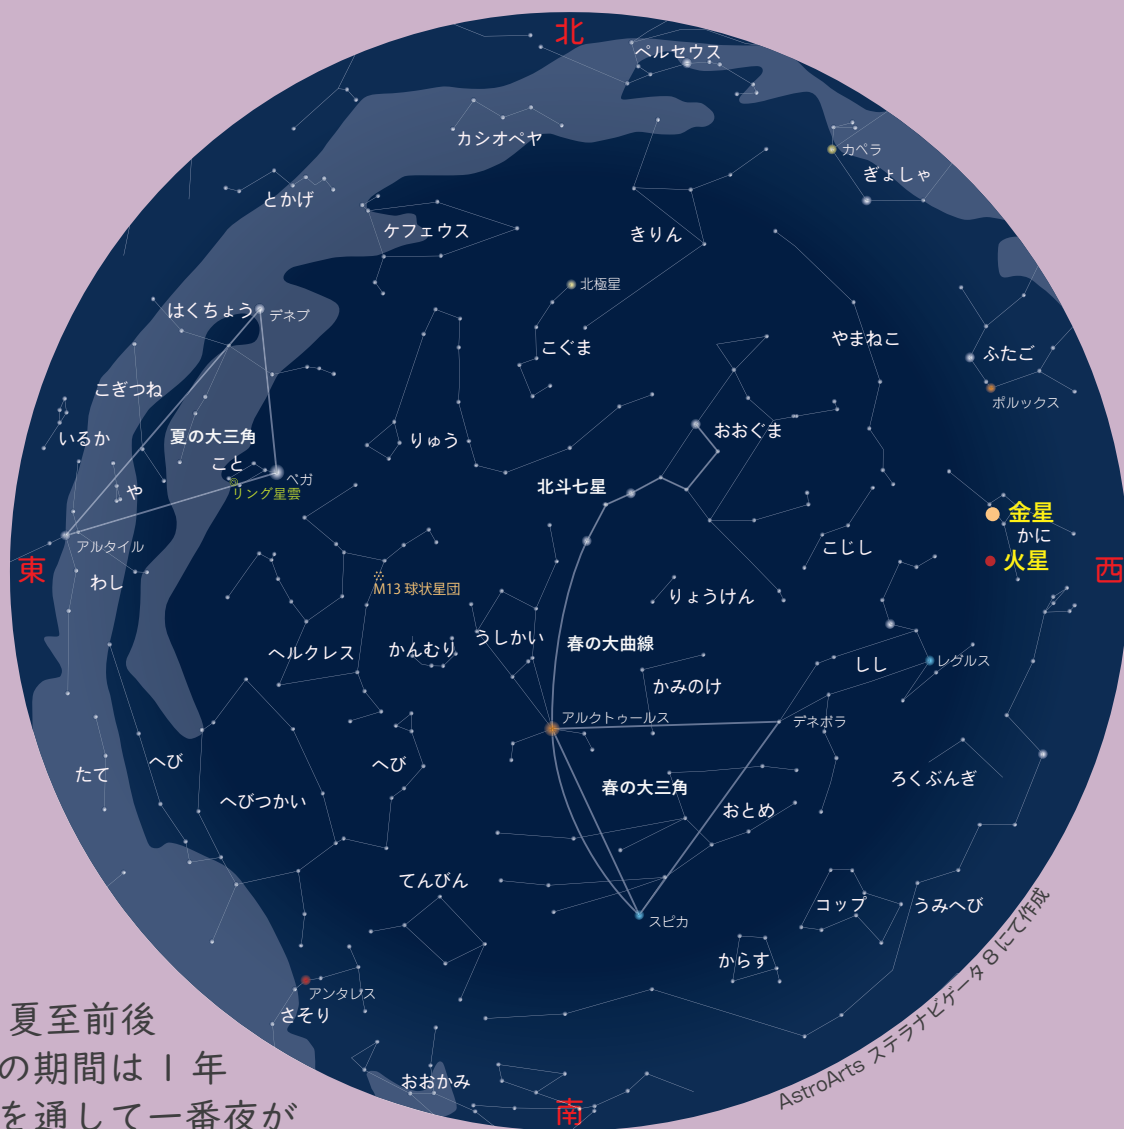 北
ペルセウス
カシオペヤ
カペラ
ぎょしゃ
とかげ
ケフェウス
きりん
北極星
はくちょう
デネブ
こぐま
やまねこ
ふたご
こぎつね
ポルックス
いるか
夏の大三角
りゅう
おおぐま
こと
ベガ
や
リング星雲
北斗七星
金星
かに
アルタイル
こじし
火星
東
西
わし
M13 球状星団
りょうけん
ヘルクレス
かんむり
うしかい
春の大曲線
しし
レグルス
かみのけ
アルクトゥールス
デネボラ
たて
へび
へび
ろくぶんぎ
へびつかい
春の大三角
おとめ
てんびん
コップ
うみへび
スピカ
からす
アンタレス
さそり
おおかみ
南
AstroArts ステラナビゲータ8にて作成
夏至前後
の期間は1年
を通して一番夜が